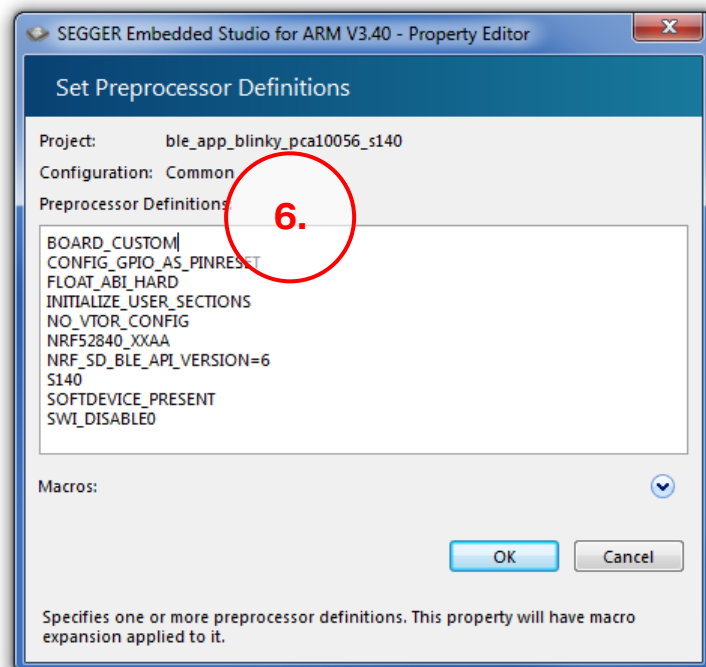 SEGGER Embedded Studio for ARM V3.40 - Property Editor
Set Preprocessor Definitions
Project: ble_app_blinky_pca10056_s140
Configuration: Common
Preprocessor Definitions:
6.
BOARD_CUSTOM
CONFIG_GPIO_AS_PINRESET
FLOAT_ABI_HARD
INITIALIZE_USER_SECTIONS
NO_VTOR_CONFIG
NRF52840_XXAA
NRF_SD_BLE_API_VERSION=6
S140
SOFTDEVICE_PRESENT
SWI_DISABLE0
Macros:
OK Cancel
Specifies one or more preprocessor definitions. This property will have macro
expansion applied to it.